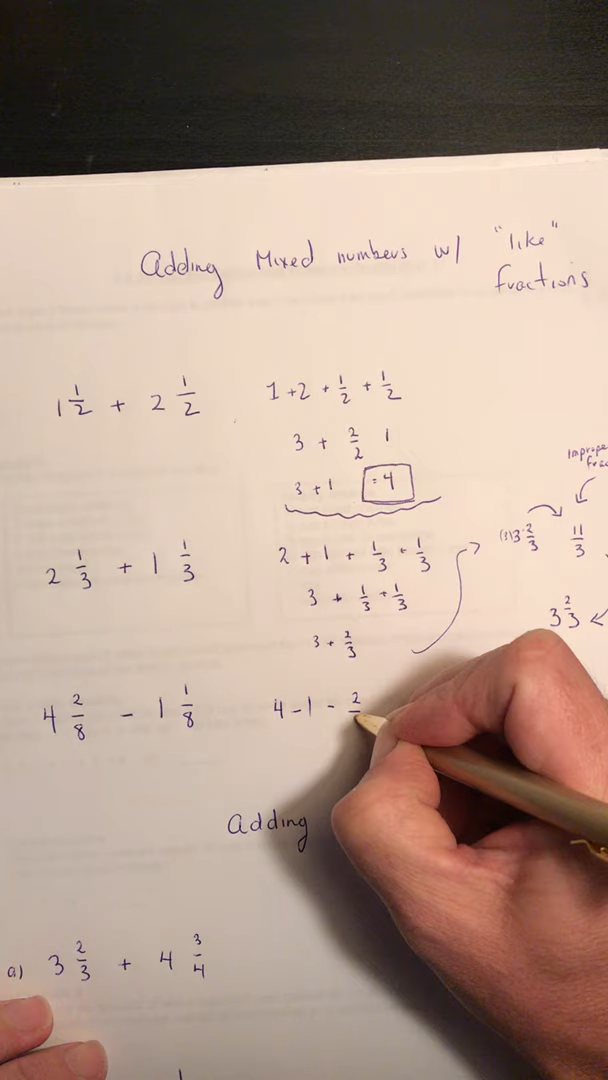 Adding Mixed numbers w/ "like"
fractions
1 1/2 + 2 1/2
1 + 2 + 1/2 + 1/2
3 + 2/2 1
3 + 1 = 4
2 1/3 + 1 1/3
2 + 1 + 1/3 + 1/3
3 + 1/3 + 1/3
3 + 2/3
(3)3 2/3 11/3
3 2/3
4 2/8 - 1 1/8
4 - 1 - 2
Adding
a) 3 2/3 + 4 3/4